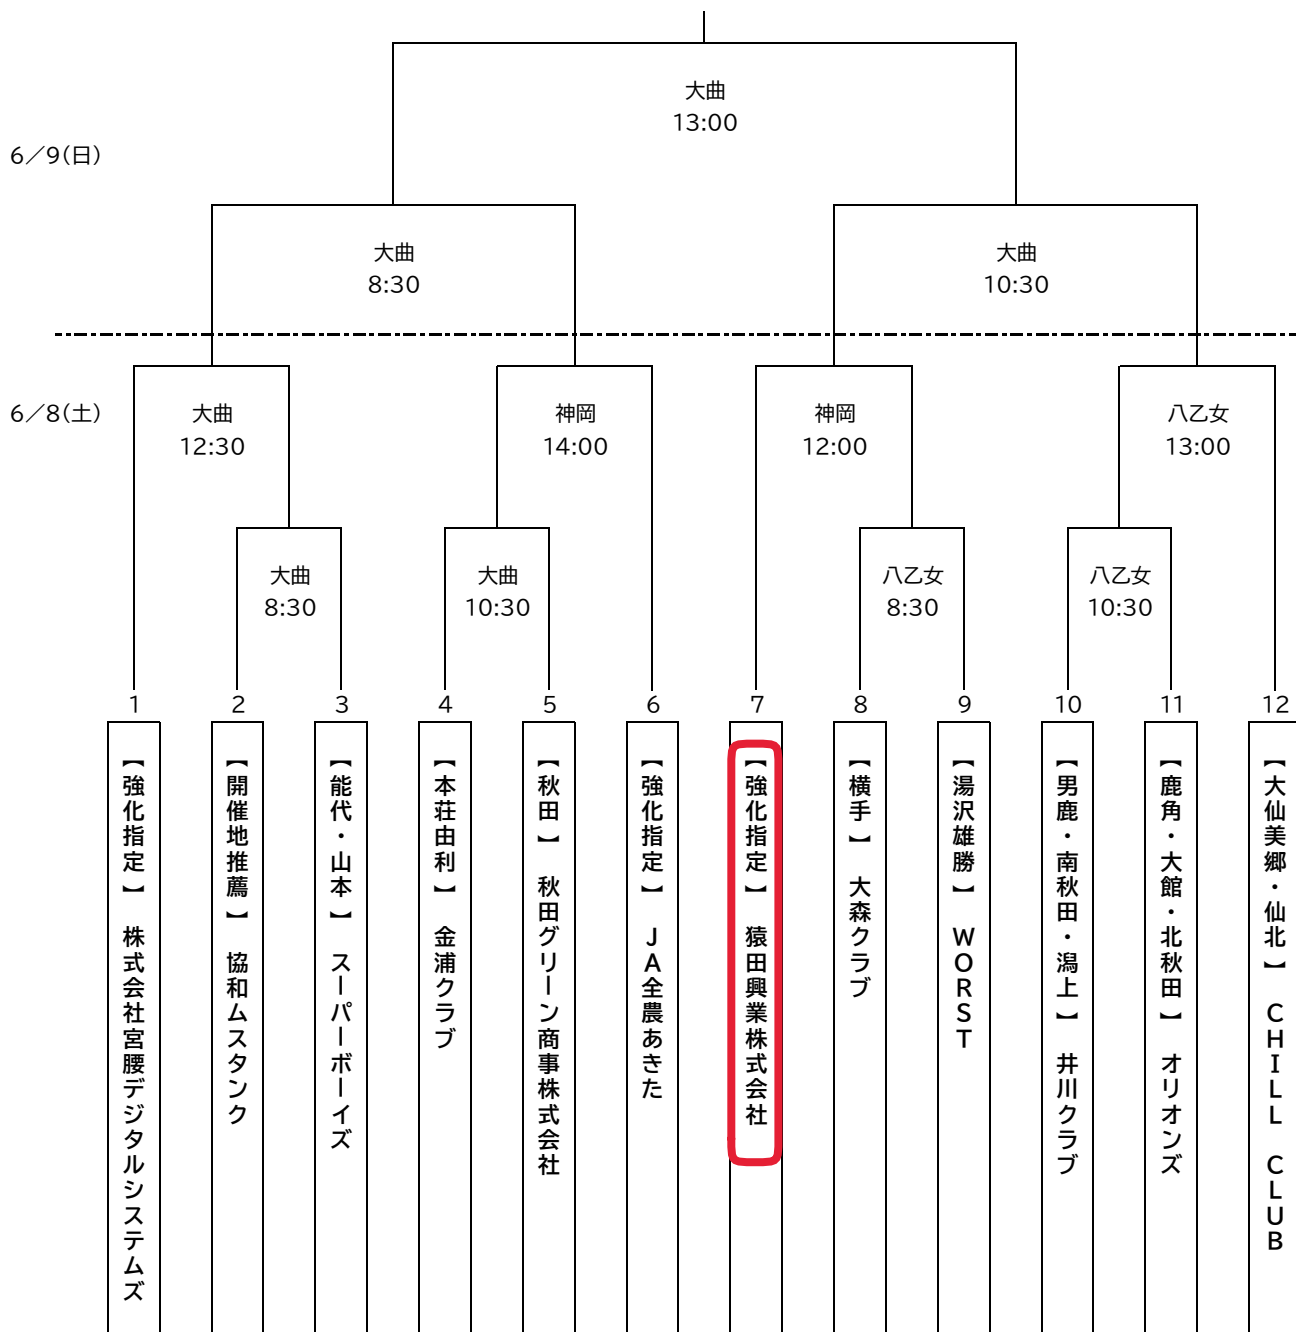 大曲
13:00
6／9(日)
大曲
8:30
大曲
10:30
6／8(土)
大曲
12:30
神岡
14:00
神岡
12:00
八乙女
13:00
大曲
8:30
大曲
10:30
八乙女
8:30
八乙女
10:30
1
2
3
4
5
6
7
8
9
10
11
12
【強化指定】　株式会社宮腰デジタルシステムズ
【開催地推薦】　協和ムスタンク
【能代・山本】　スーパーボーイズ
【本荘由利】　金浦クラブ
【秋田】　秋田グリーン商事株式会社
【強化指定】　ＪＡ全農あきた
【強化指定】　猿田興業株式会社
【横手】　大森クラブ
【湯沢雄勝】　ＷＯＲＳＴ
【男鹿・南秋田・潟上】　井川クラブ
【鹿角・大館・北秋田】　オリオンズ
【大仙美郷・仙北】　ＣＨＩＬＬ　ＣＬＵＢ